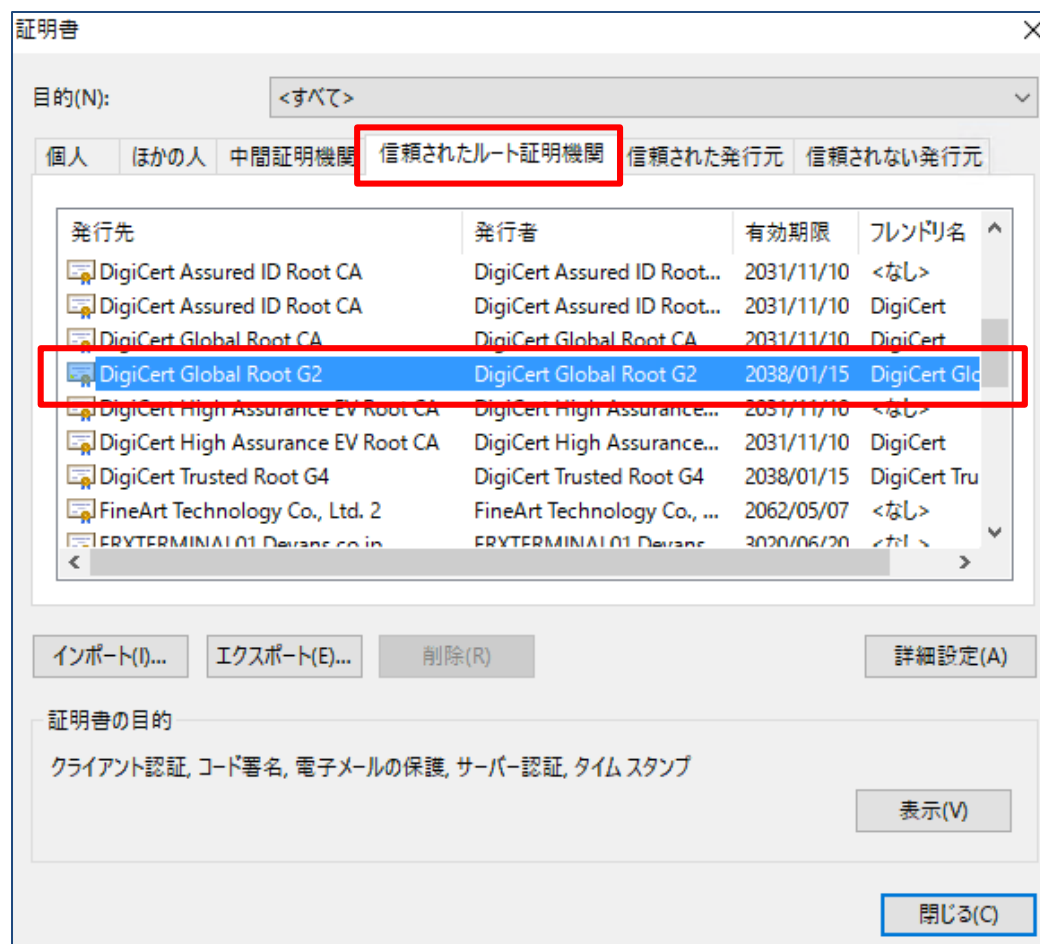 証明書
目的(N): <すべて>
個人 ほかの人 中間証明機関 信頼されたルート証明機関 信頼された発行元 信頼されない発行元
発行先 発行者 有効期限 フレンドリ名
DigiCert Assured ID Root CA DigiCert Assured ID Root... 2031/11/10 <なし>
DigiCert Assured ID Root CA DigiCert Assured ID Root... 2031/11/10 DigiCert
DigiCert Global Root CA DigiCert Global Root CA 2031/11/10 DigiCert
DigiCert Global Root G2 DigiCert Global Root G2 2038/01/15 DigiCert Glo
DigiCert High Assurance EV Root CA DigiCert High Assurance... 2031/11/10 <なし>
DigiCert High Assurance EV Root CA DigiCert High Assurance... 2031/11/10 DigiCert
DigiCert Trusted Root G4 DigiCert Trusted Root G4 2038/01/15 DigiCert Tru
FineArt Technology Co., Ltd. 2 FineArt Technology Co., ... 2062/05/07 <なし>
3020/06/20 <なし>
インポート(I)... エクスポート(E)... 削除(R) 詳細設定(A)
証明書の目的
クライアント認証, コード署名, 電子メールの保護, サーバー認証, タイム スタンプ
表示(V)
閉じる(C)